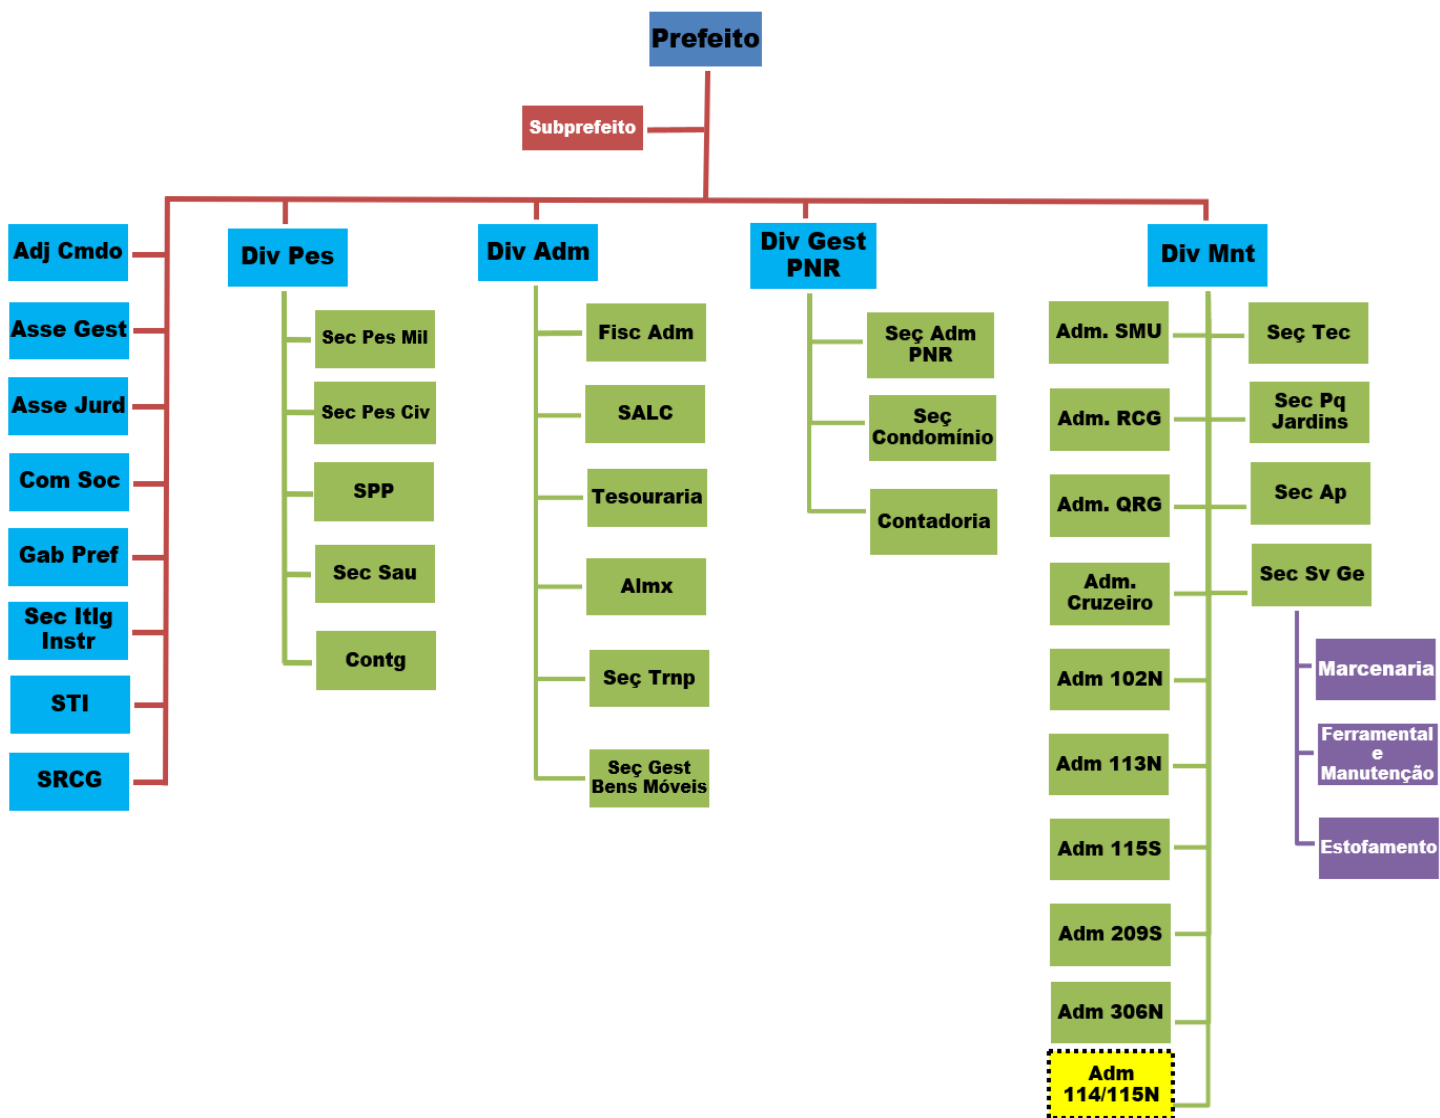 Prefeito
Subprefeito
Adj Cmdo
Asse Gest
Asse Jurd
Com Soc
Gab Pref
Sec Itlg
Instr
STI
SRCG
Div Pes
Sec Pes Mil
Sec Pes Civ
SPP
Sec Sau
Contg
Div Adm
Fisc Adm
SALC
Tesouraria
Almx
Seç Trnp
Seç Gest
Bens Móveis
Div Gest
PNR
Seç Adm
PNR
Seç
Condomínio
Contadoria
Div Mnt
Adm. SMU
Adm. RCG
Adm. QRG
Adm.
Cruzeiro
Adm 102N
Adm 113N
Adm 115S
Adm 209S
Adm 306N
Adm
114/115N
Seç Tec
Sec Pq
Jardins
Sec Ap
Sec Sv Ge
Marcenaria
Ferramental
e
Manutenção
Estofamento